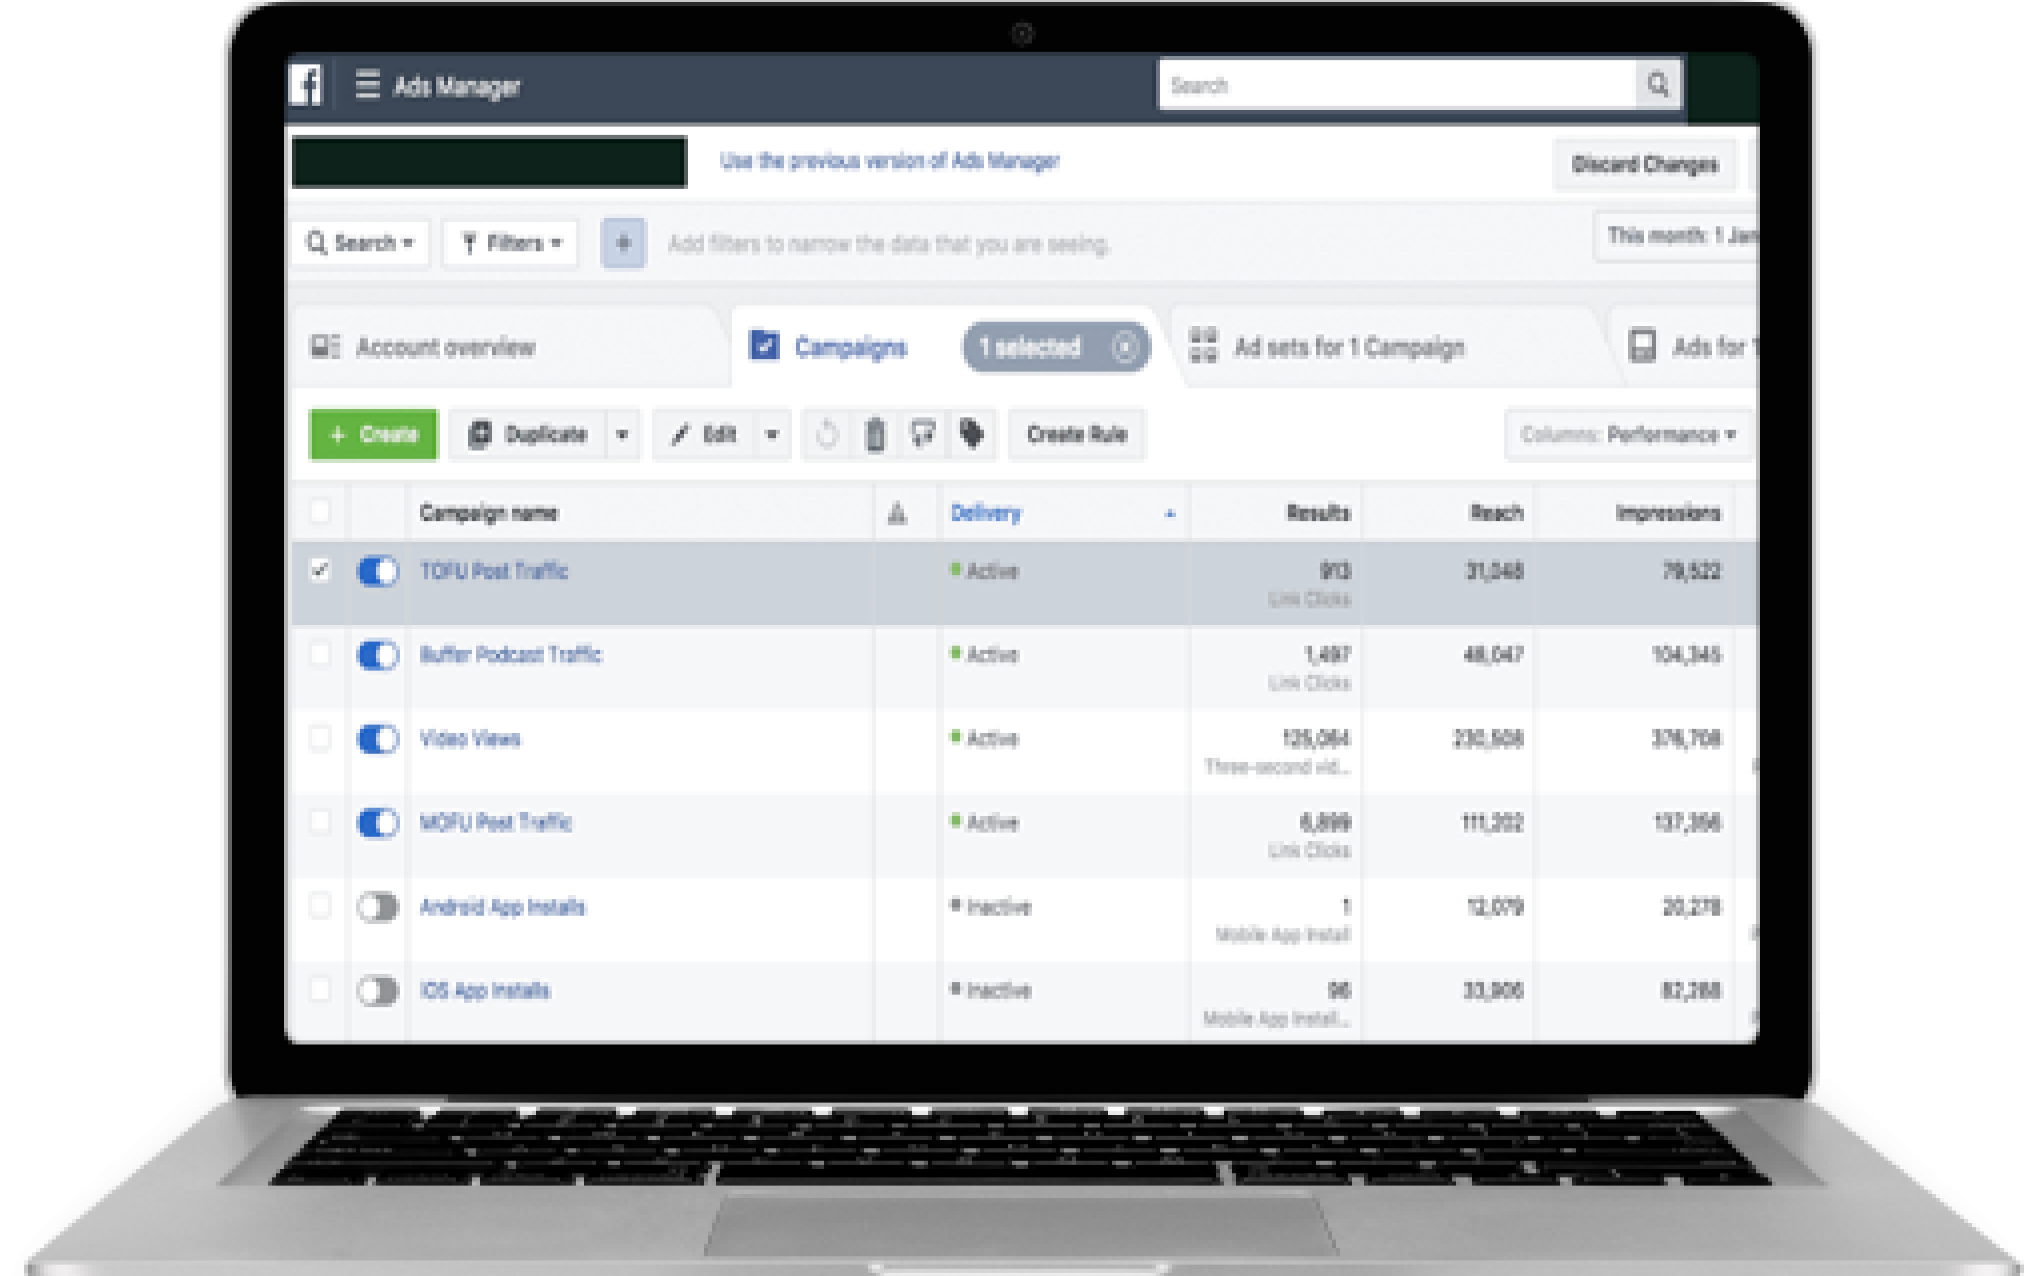 f Ads Manager Search
Use the previous version of Ads Manager Discard Changes
Search Filters + Add filters to narrow the data that you are seeing. This month: 1 Jan
Account overview Campaigns 1 selected Ad sets for 1 Campaign Ads for 1
+ Create Duplicate Edit Create Rule Columns: Performance
Campaign name Delivery Results Reach Impressions
TOFU Post Traffic Active 913 31,048 79,522
Link Clicks
Buffer Podcast Traffic Active 1,497 48,047 104,345
Link Clicks
Video Views Active 125,064 230,508 376,708
Three-second vid...
MOFU Post Traffic Active 6,899 111,202 137,356
Link Clicks
Android App Installs Inactive 1 12,079 20,278
Mobile App Install
iOS App Installs Inactive 96 33,906 82,268
Mobile App Install...